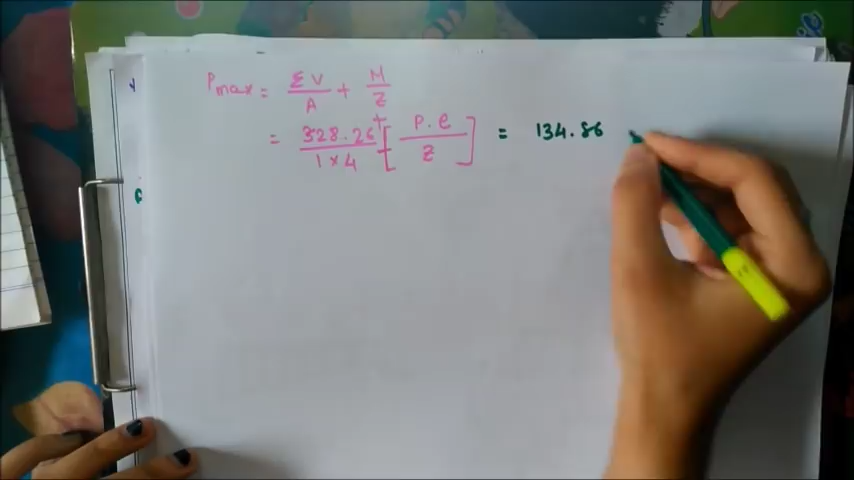 Pmax = ΣV/A + M/Z
= 328.26/1×4 + [P.e/Z] = 134.86